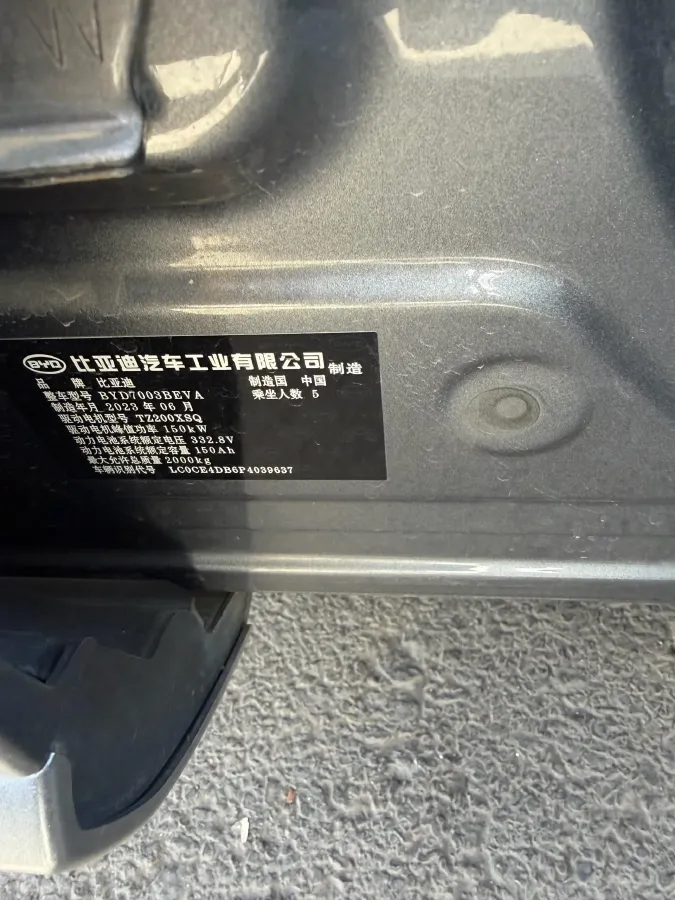 BYD 比亚迪汽车工业有限公司 制造
品 牌 比亚迪 制造国 中国
整车型号 BYD7003BEVA 乘坐人数 5
制造年月 2023 年 06 月
驱动电机型号 TZ200XSQ
驱动电机峰值功率 150kW
动力电池系统额定电压 332.8V
动力电池系统额定容量 150Ah
最大允许总质量 2000kg
车辆识别代号 LC0CE4DB6P4039637